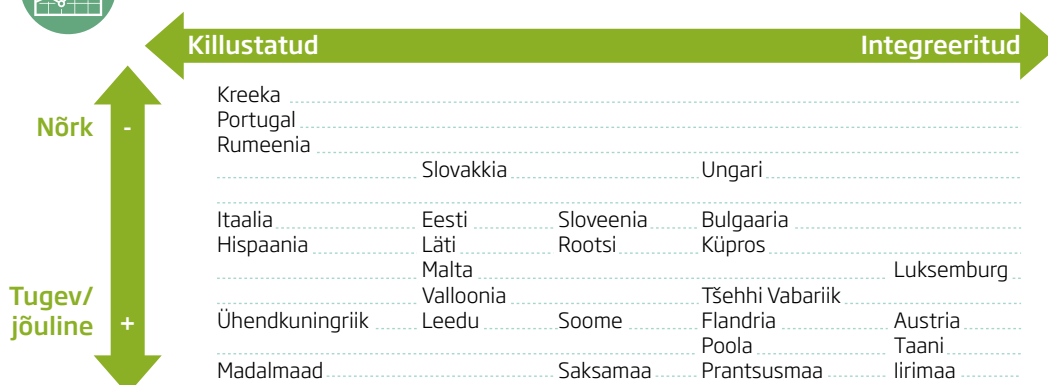 Killustatud Integreeritud
Kreeka
Nõrk - Portugal
Rumeenia
Slovakkia Ungari
Itaalia Eesti Sloveenia Bulgaaria
Hispaania Läti Rootsi Küpros
Malta Luksemburg
Tugev/ Valloonia Tšehhi Vabariik
jõuline + Ühendkuningriik Leedu Soome Flandria Austria
Poola Taani
Madalmaad Saksamaa Prantsusmaa Iirimaa